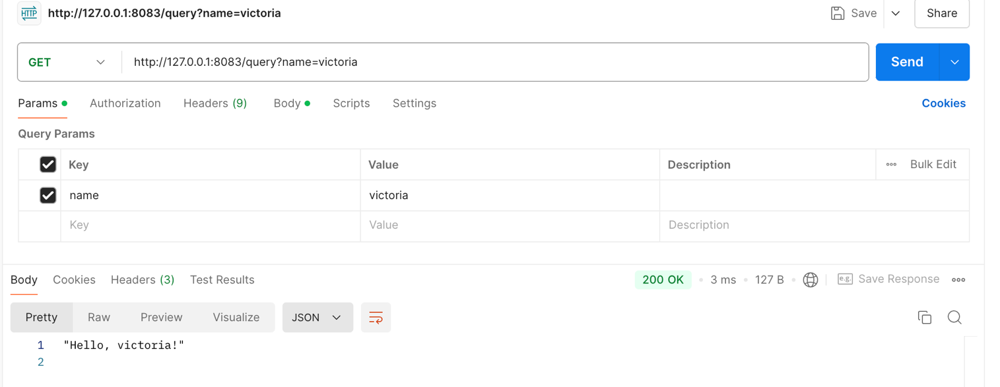 HTTP http://127.0.0.1:8083/query?name=victoria Save Share
GET http://127.0.0.1:8083/query?name=victoria Send
Params Authorization Headers (9) Body Scripts Settings Cookies
Query Params
Key Value Description Bulk Edit
name victoria
Key Value Description
Body Cookies Headers (3) Test Results 200 OK 3 ms 127 B e.g. Save Response
Pretty Raw Preview Visualize JSON
1 "Hello, victoria!"
2